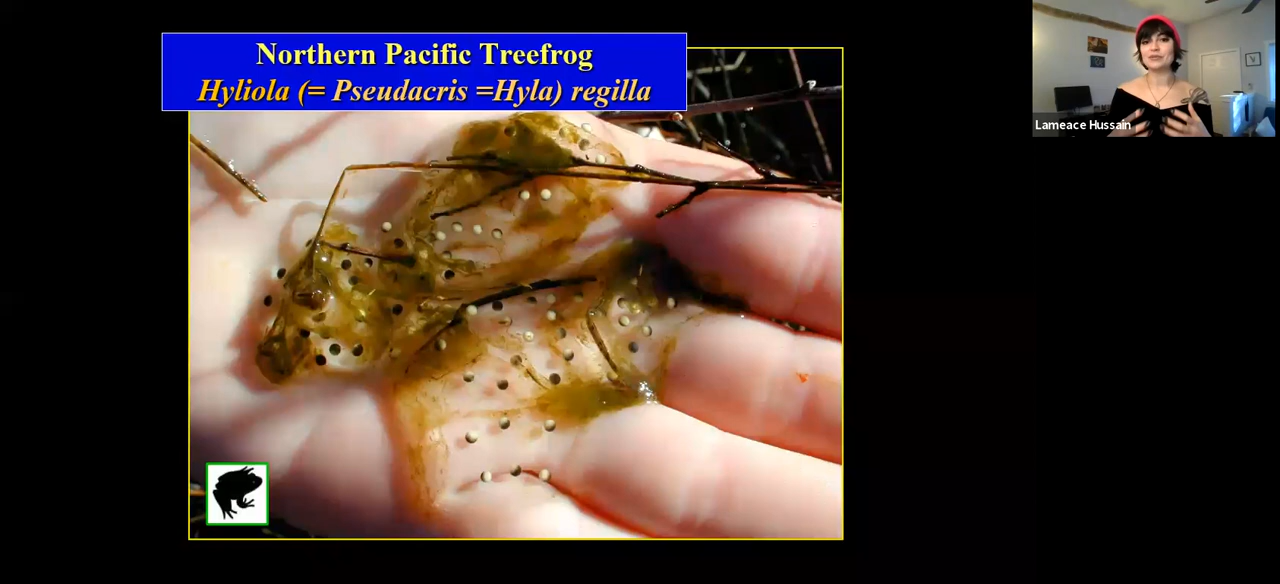 Northern Pacific Treefrog
Hyliola (= Pseudacris =Hyla) regilla
Lameace Hussain